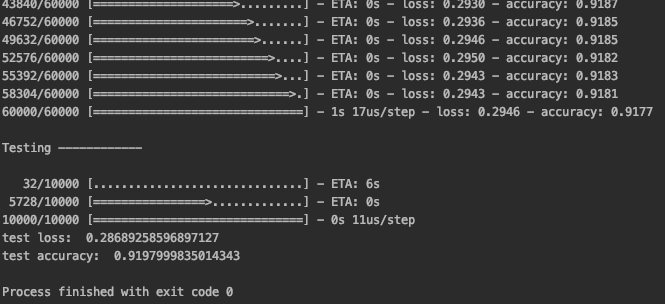 43840/60000 [====================>.........] - ETA: 0s - loss: 0.2930 - accuracy: 0.9187
46752/60000 [======================>.......] - ETA: 0s - loss: 0.2936 - accuracy: 0.9185
49632/60000 [=======================>......] - ETA: 0s - loss: 0.2946 - accuracy: 0.9185
52576/60000 [=========================>....] - ETA: 0s - loss: 0.2950 - accuracy: 0.9182
55392/60000 [==========================>...] - ETA: 0s - loss: 0.2943 - accuracy: 0.9183
58304/60000 [============================>.] - ETA: 0s - loss: 0.2943 - accuracy: 0.9181
60000/60000 [==============================] - 1s 17us/step - loss: 0.2946 - accuracy: 0.9177
Testing ------------
32/10000 [..............................] - ETA: 6s
5728/10000 [================>.............] - ETA: 0s
10000/10000 [==============================] - 0s 11us/step
test loss:  0.28689258596897127
test accuracy:  0.9197999835014343
Process finished with exit code 0